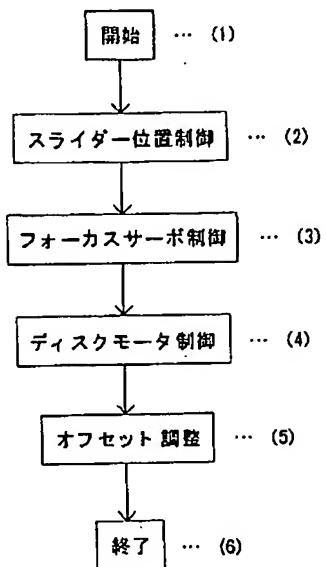 開始 … (1)
スライダー位置制御 … (2)
フォーカスサーボ制御 … (3)
ディスクモータ制御 … (4)
オフセット調整 … (5)
終了 … (6)